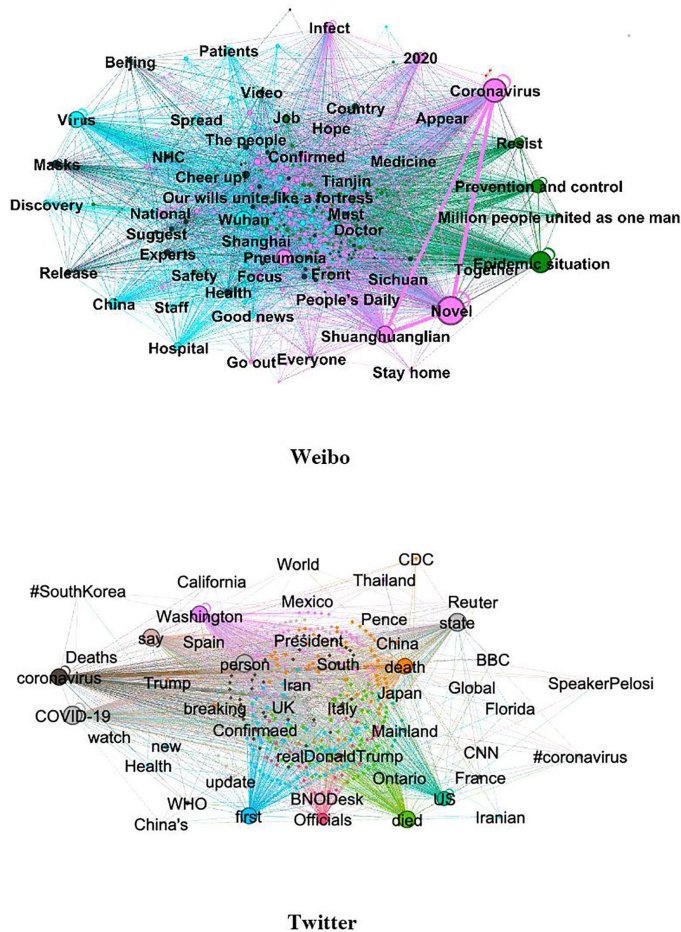 Infect
Patients
2020
Beijing
Video
Coronavirus
Country
Virus
Spread
Job
Appear
Hope
The people
Resist
NHC
Confirmed
Medicine
Masks
Cheer up
Tianjin
Prevention and control
Our wills unite like a fortress
Discovery
National
Wuhan
Must
Million people united as one man
Suggest
Shanghai
Doctor
Experts
Pneumonia
Epidemic situation
Release
Safety
Focus
Front
Sichuan
Together
Health
China
Staff
People's Daily
Good news
Novel
Shuanghuanglian
Hospital
Go out
Everyone
Stay home
Weibo
World
CDC
California
Thailand
#SouthKorea
Mexico
Reuter
Washington
Pence
state
say
Spain
President
China
Deaths
person
South
death
BBC
coronavirus
Trump
Iran
Japan
Global
SpeakerPelosi
COVID-19
breaking
UK
Italy
Florida
watch
Confirmaed
Mainland
new
realDonaldTrump
CNN
#coronavirus
Health
update
Ontario
France
WHO
BNODesk
US
China's
first
Officials
died
Iranian
Twitter